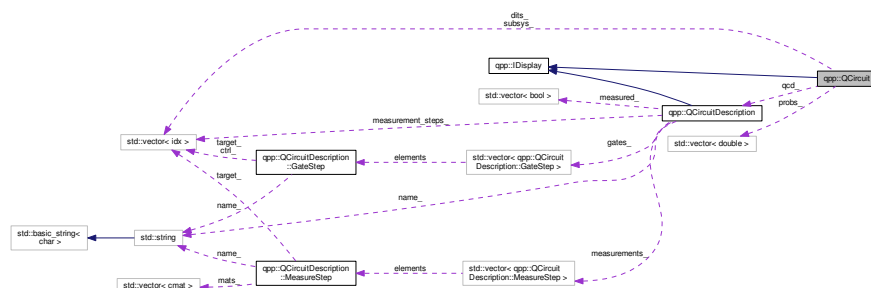 dits_
subsys_
qpp::IDisplay
qpp::QCircuit
qcd_
std::vector< bool >
measured_
probs_
qpp::QCircuitDescription
measurement_steps_
std::vector< idx >
target_
ctrl_
gates_
std::vector< double >
qpp::QCircuitDescription
::GateStep
elements
std::vector< qpp::QCircuit
Description::GateStep >
target_
name_
name_
std::basic_string<
char >
std::string
measurements_
name_
qpp::QCircuitDescription
::MeasureStep
elements
std::vector< qpp::QCircuit
Description::MeasureStep >
mats_
std::vector< cmat >